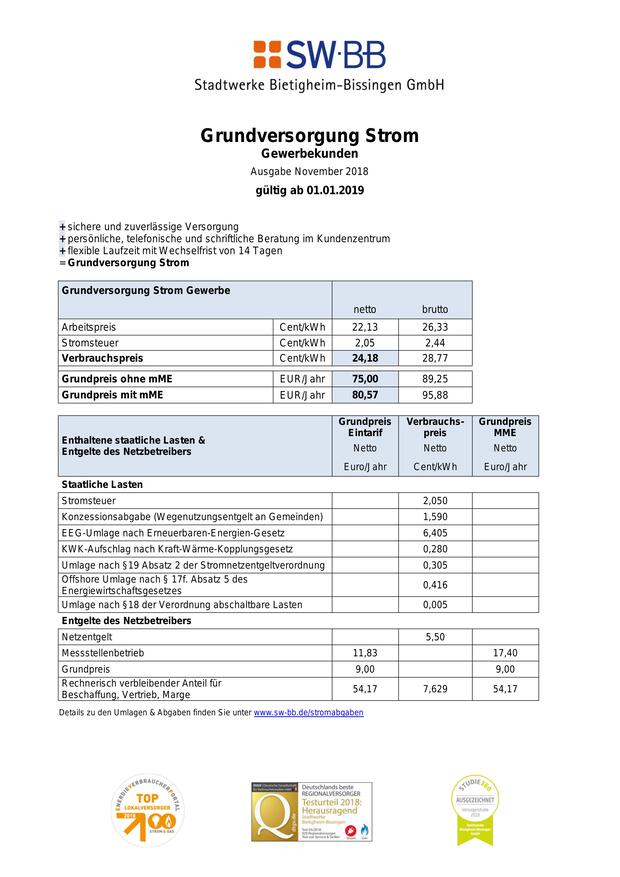 SW·BB
Stadtwerke Bietigheim-Bissingen GmbH
Grundversorgung Strom
Gewerbekunden
Ausgabe November 2018
gültig ab 01.01.2019
+ sichere und zuverlässige Versorgung
+ persönliche, telefonische und schriftliche Beratung im Kundenzentrum
+ flexible Laufzeit mit Wechselfrist von 14 Tagen
= Grundversorgung Strom
Grundversorgung Strom Gewerbe
netto brutto
Arbeitspreis Cent/kWh 22,13 26,33
Stromsteuer Cent/kWh 2,05 2,44
Verbrauchspreis Cent/kWh 24,18 28,77
Grundpreis ohne mME EUR/Jahr 75,00 89,25
Grundpreis mit mME EUR/Jahr 80,57 95,88
Enthaltene staatliche Lasten &
Entgelte des Netzbetreibers
Grundpreis Eintarif Netto Euro/Jahr
Verbrauchs-preis Netto Cent/kWh
Grundpreis MME Netto Euro/Jahr
Staatliche Lasten
Stromsteuer 2,050
Konzessionsabgabe (Wegenutzungsentgelt an Gemeinden) 1,590
EEG-Umlage nach Erneuerbaren-Energien-Gesetz 6,405
KWK-Aufschlag nach Kraft-Wärme-Kopplungsgesetz 0,280
Umlage nach §19 Absatz 2 der Stromnetzentgeltverordnung 0,305
Offshore Umlage nach § 17f. Absatz 5 des
Energiewirtschaftsgesetzes 0,416
Umlage nach §18 der Verordnung abschaltbare Lasten 0,005
Entgelte des Netzbetreibers
Netzentgelt 5,50
Messstellenbetrieb 11,83 17,40
Grundpreis 9,00 9,00
Rechnerisch verbleibender Anteil für
Beschaffung, Vertrieb, Marge 54,17 7,629 54,17
Details zu den Umlagen & Abgaben finden Sie unter www.sw-bb.de/stromabgaben
ENERGIEVERBRAUCHERPORTAL
TOP
LOKALVERSORGER
2018
STROM & GAS
Deutschlands beste
REGIONALVERSORGER
Testurteil 2018:
Herausragend
Stadtwerke
Bietigheim-Bissingen
STUDIE360
AUSGEZEICHNET
2018